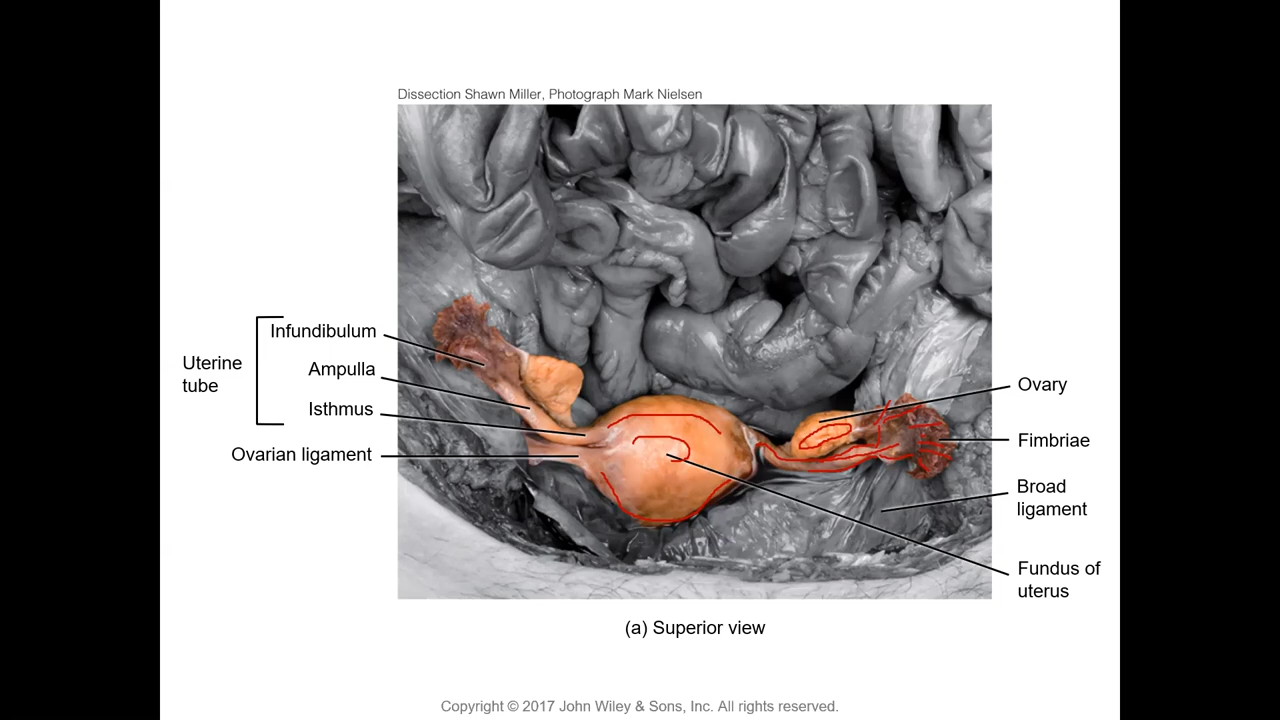 Dissection Shawn Miller, Photograph Mark Nielsen
Uterine
tube
Infundibulum
Ampulla
Isthmus
Ovarian ligament
Ovary
Fimbriae
Broad
ligament
Fundus of
uterus
(a) Superior view
Copyright © 2017 John Wiley & Sons, Inc. All rights reserved.